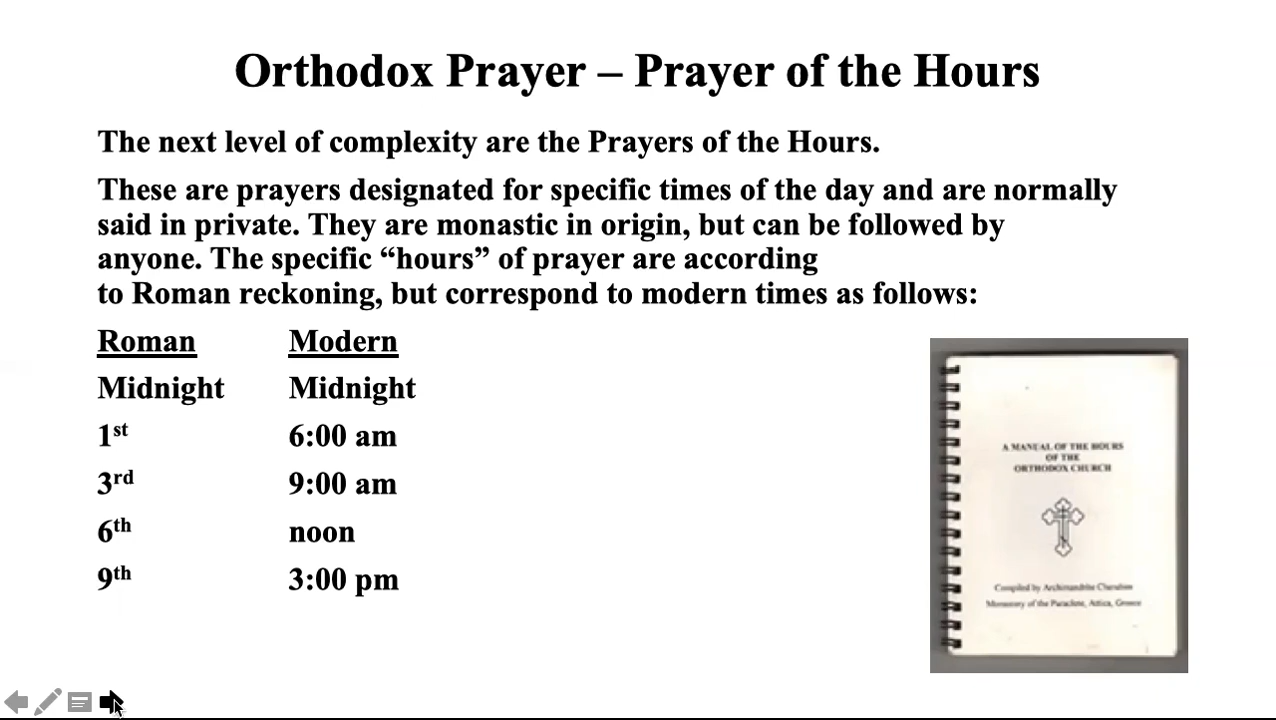 Orthodox Prayer – Prayer of the Hours
The next level of complexity are the Prayers of the Hours.
These are prayers designated for specific times of the day and are normally
said in private. They are monastic in origin, but can be followed by
anyone. The specific “hours” of prayer are according
to Roman reckoning, but correspond to modern times as follows:
Roman Modern
Midnight Midnight
1st 6:00 am
3rd 9:00 am
6th noon
9th 3:00 pm
A MANUAL OF THE HOURS
OF THE
ORTHODOX CHURCH
Compiled by Archimandrite Cherubim
Monastery of the Paraclete, Attica, Greece